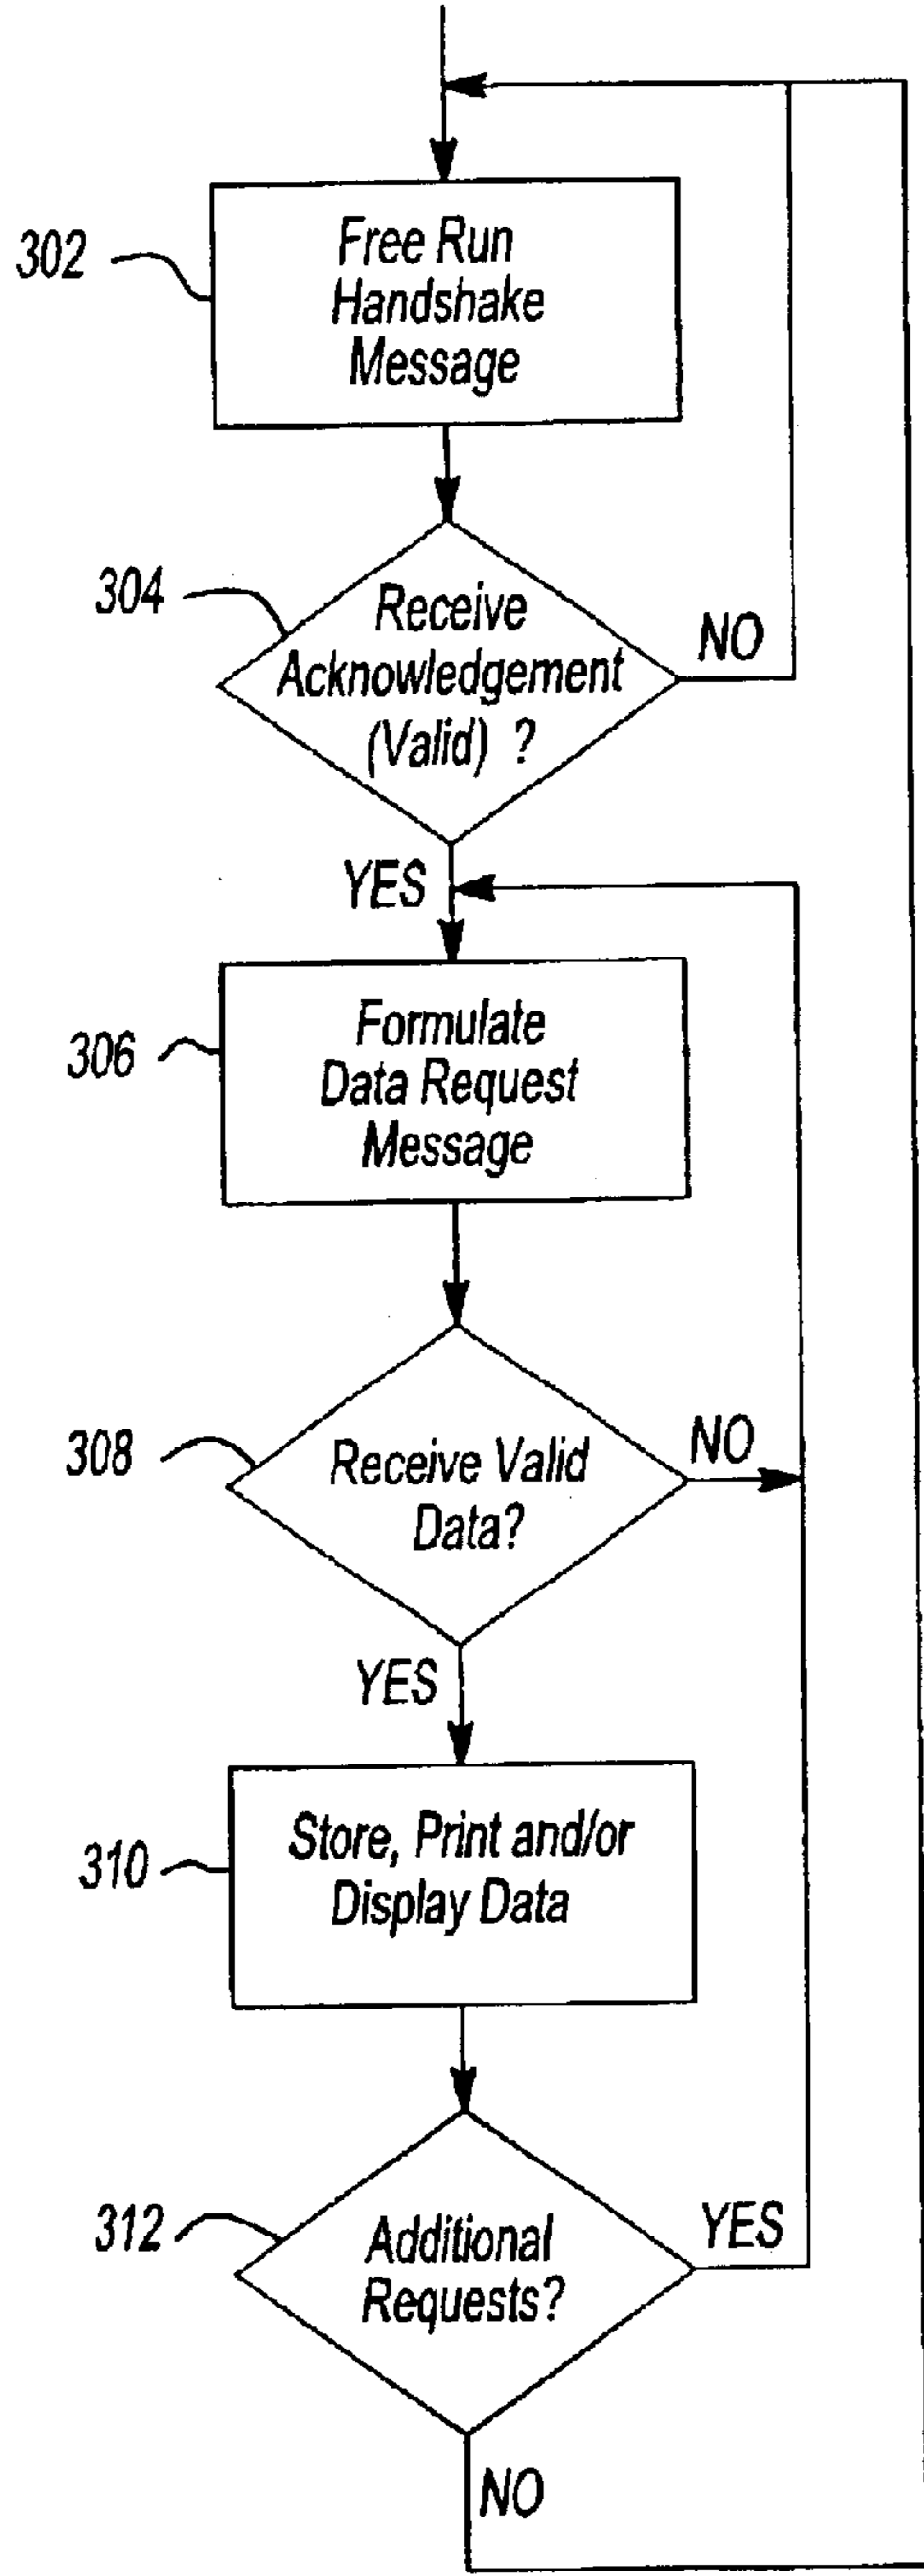 302
Free Run
Handshake
Message
304
Receive
Acknowledgement
(Valid) ?
NO
YES
306
Formulate
Data Request
Message
308
Receive Valid
Data?
NO
YES
310
Store, Print and/or
Display Data
312
Additional
Requests?
YES
NO